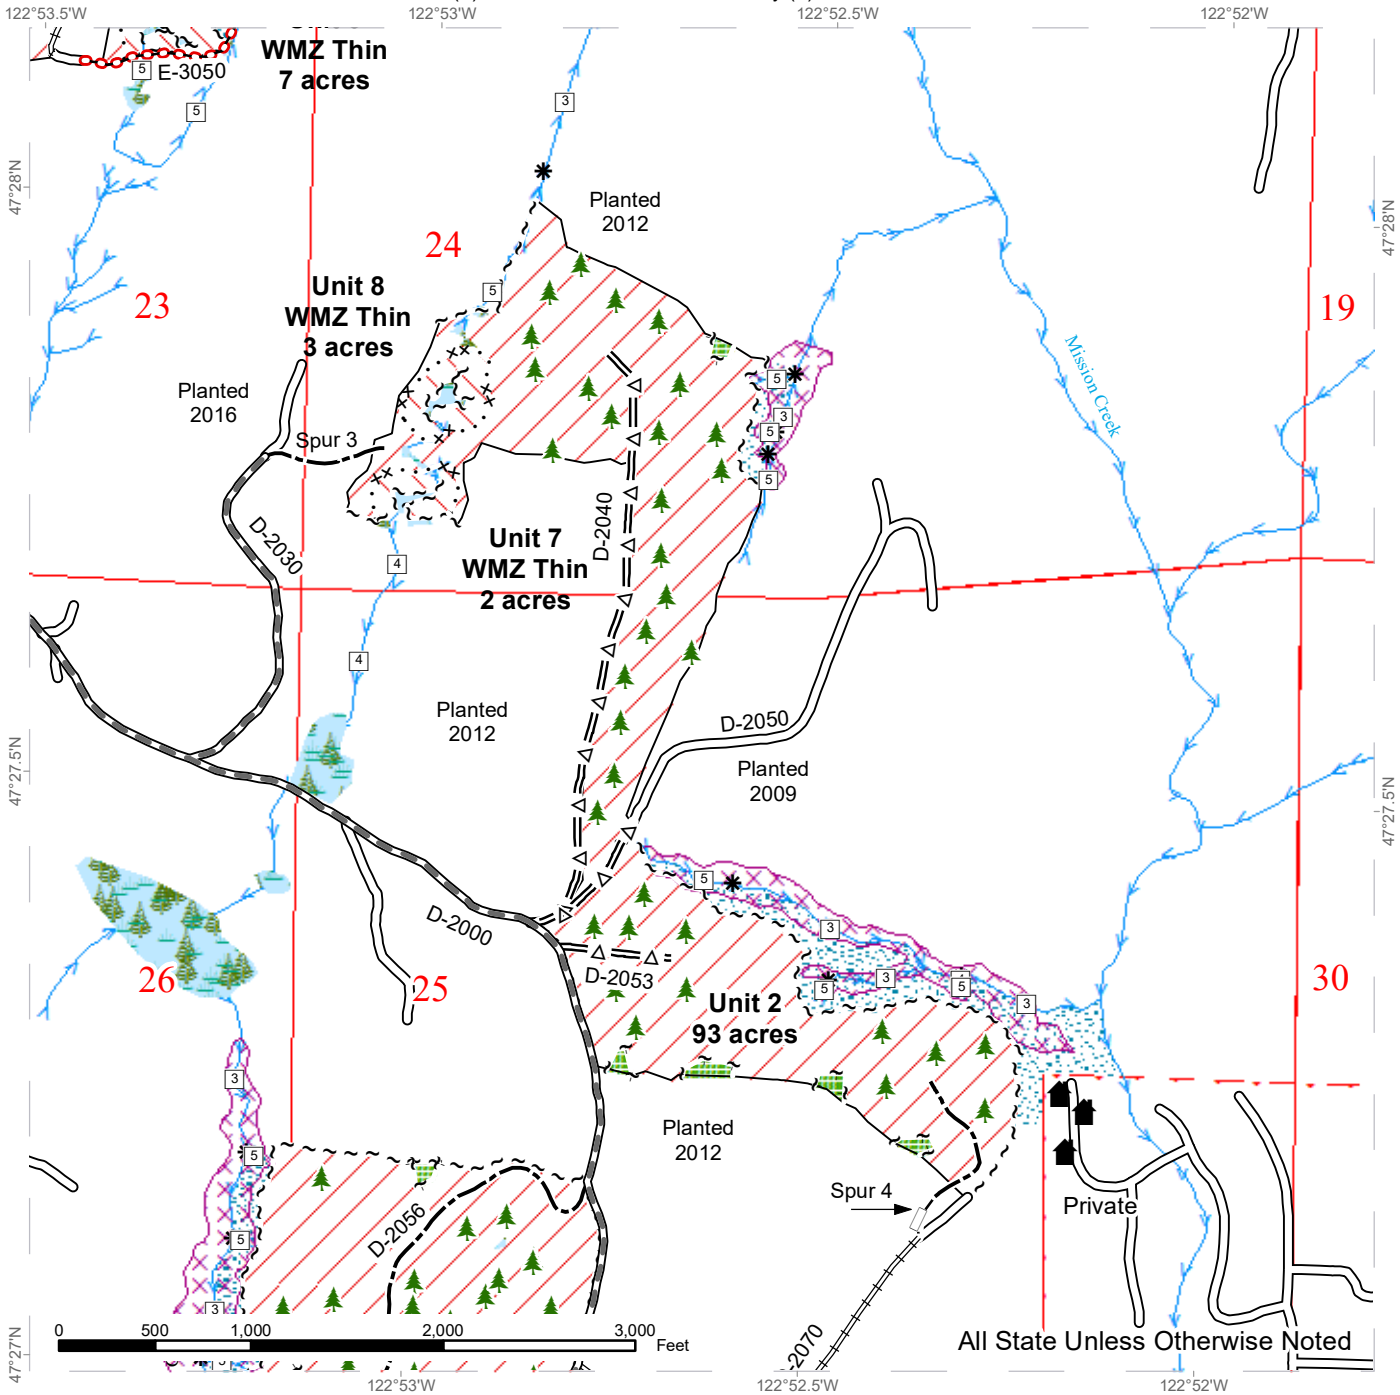 122°53.5'W
122°53'W
122°52.5'W
122°52'W
WMZ Thin
7 acres
5
E-3050
5
3
47°28'N
47°28'N
Planted
2012
24
5
Unit 8
WMZ Thin
3 acres
23
19
Mission Creek
Planted
2016
5
3
5
5
Spur 3
D-2030
D-2040
Unit 7
WMZ Thin
2 acres
4
4
Planted
2012
D-2050
Planted
2009
47°27.5'N
47°27.5'N
5
3
D-2000
D-2053
26
25
30
5
3
5
3
Unit 2
93 acres
3
5
Planted
2012
Spur 4
Private
D-2056
5
3
-2070
0
500
1,000
2,000
3,000
Feet
All State Unless Otherwise Noted
47°27'N
122°53'W
122°52.5'W
122°52'W